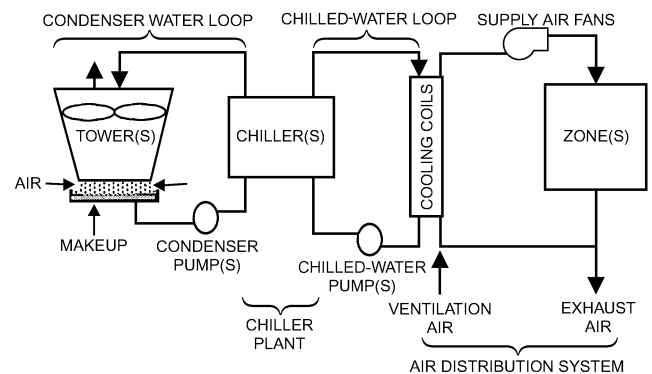 CONDENSER WATER LOOP
CHILLED-WATER LOOP
SUPPLY AIR FANS
TOWER(S)
CHILLER(S)
COOLING COILS
ZONE(S)
AIR
MAKEUP
CONDENSER
PUMP(S)
CHILLED-WATER
PUMP(S)
VENTILATION
AIR
EXHAUST
AIR
CHILLER
PLANT
AIR DISTRIBUTION SYSTEM